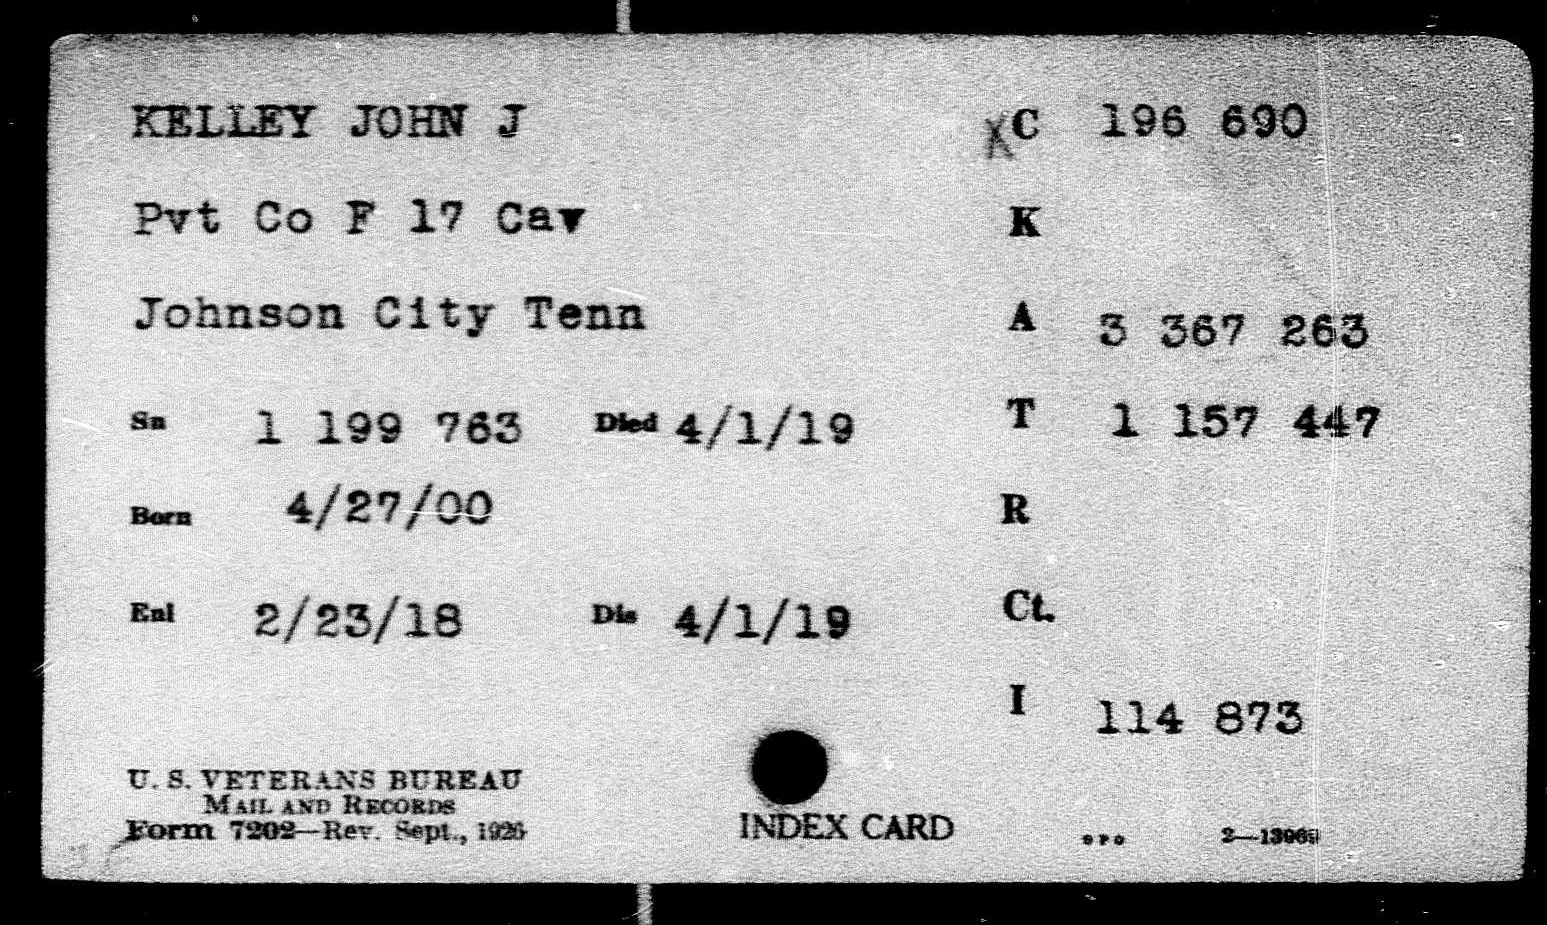 KELLEY JOHN J XC 196 690
Pvt Co F 17 Cav K
Johnson City Tenn A 3 367 263
Sn 1 199 763 Died 4/1/19 T 1 157 447
Born 4/27/00 R
Enl 2/23/18 Dis 4/1/19 Ct.
I 114 873
U. S. VETERANS BUREAU
MAIL AND RECORDS
Form 7202—Rev. Sept., 1926
INDEX CARD
GPO